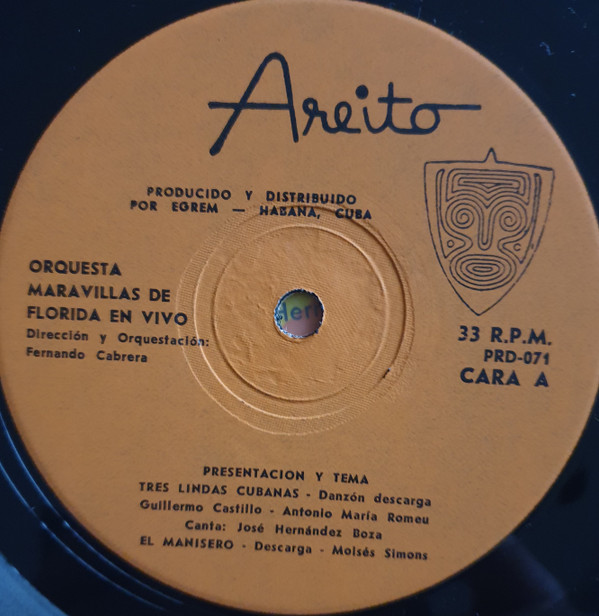 Areito
PRODUCIDO Y DISTRIBUIDO
POR EGREM — HABANA, CUBA
ORQUESTA
MARAVILLAS DE
FLORIDA EN VIVO
Dirección y Orquestación:
Fernando Cabrera
33 R.P.M.
PRD-071
CARA A
PRESENTACION Y TEMA
TRES LINDAS CUBANAS - Danzón descarga
Guillermo Castillo - Antonio María Romeu
Canta: José Hernández Boza
EL MANISERO - Descarga - Moisés Simons